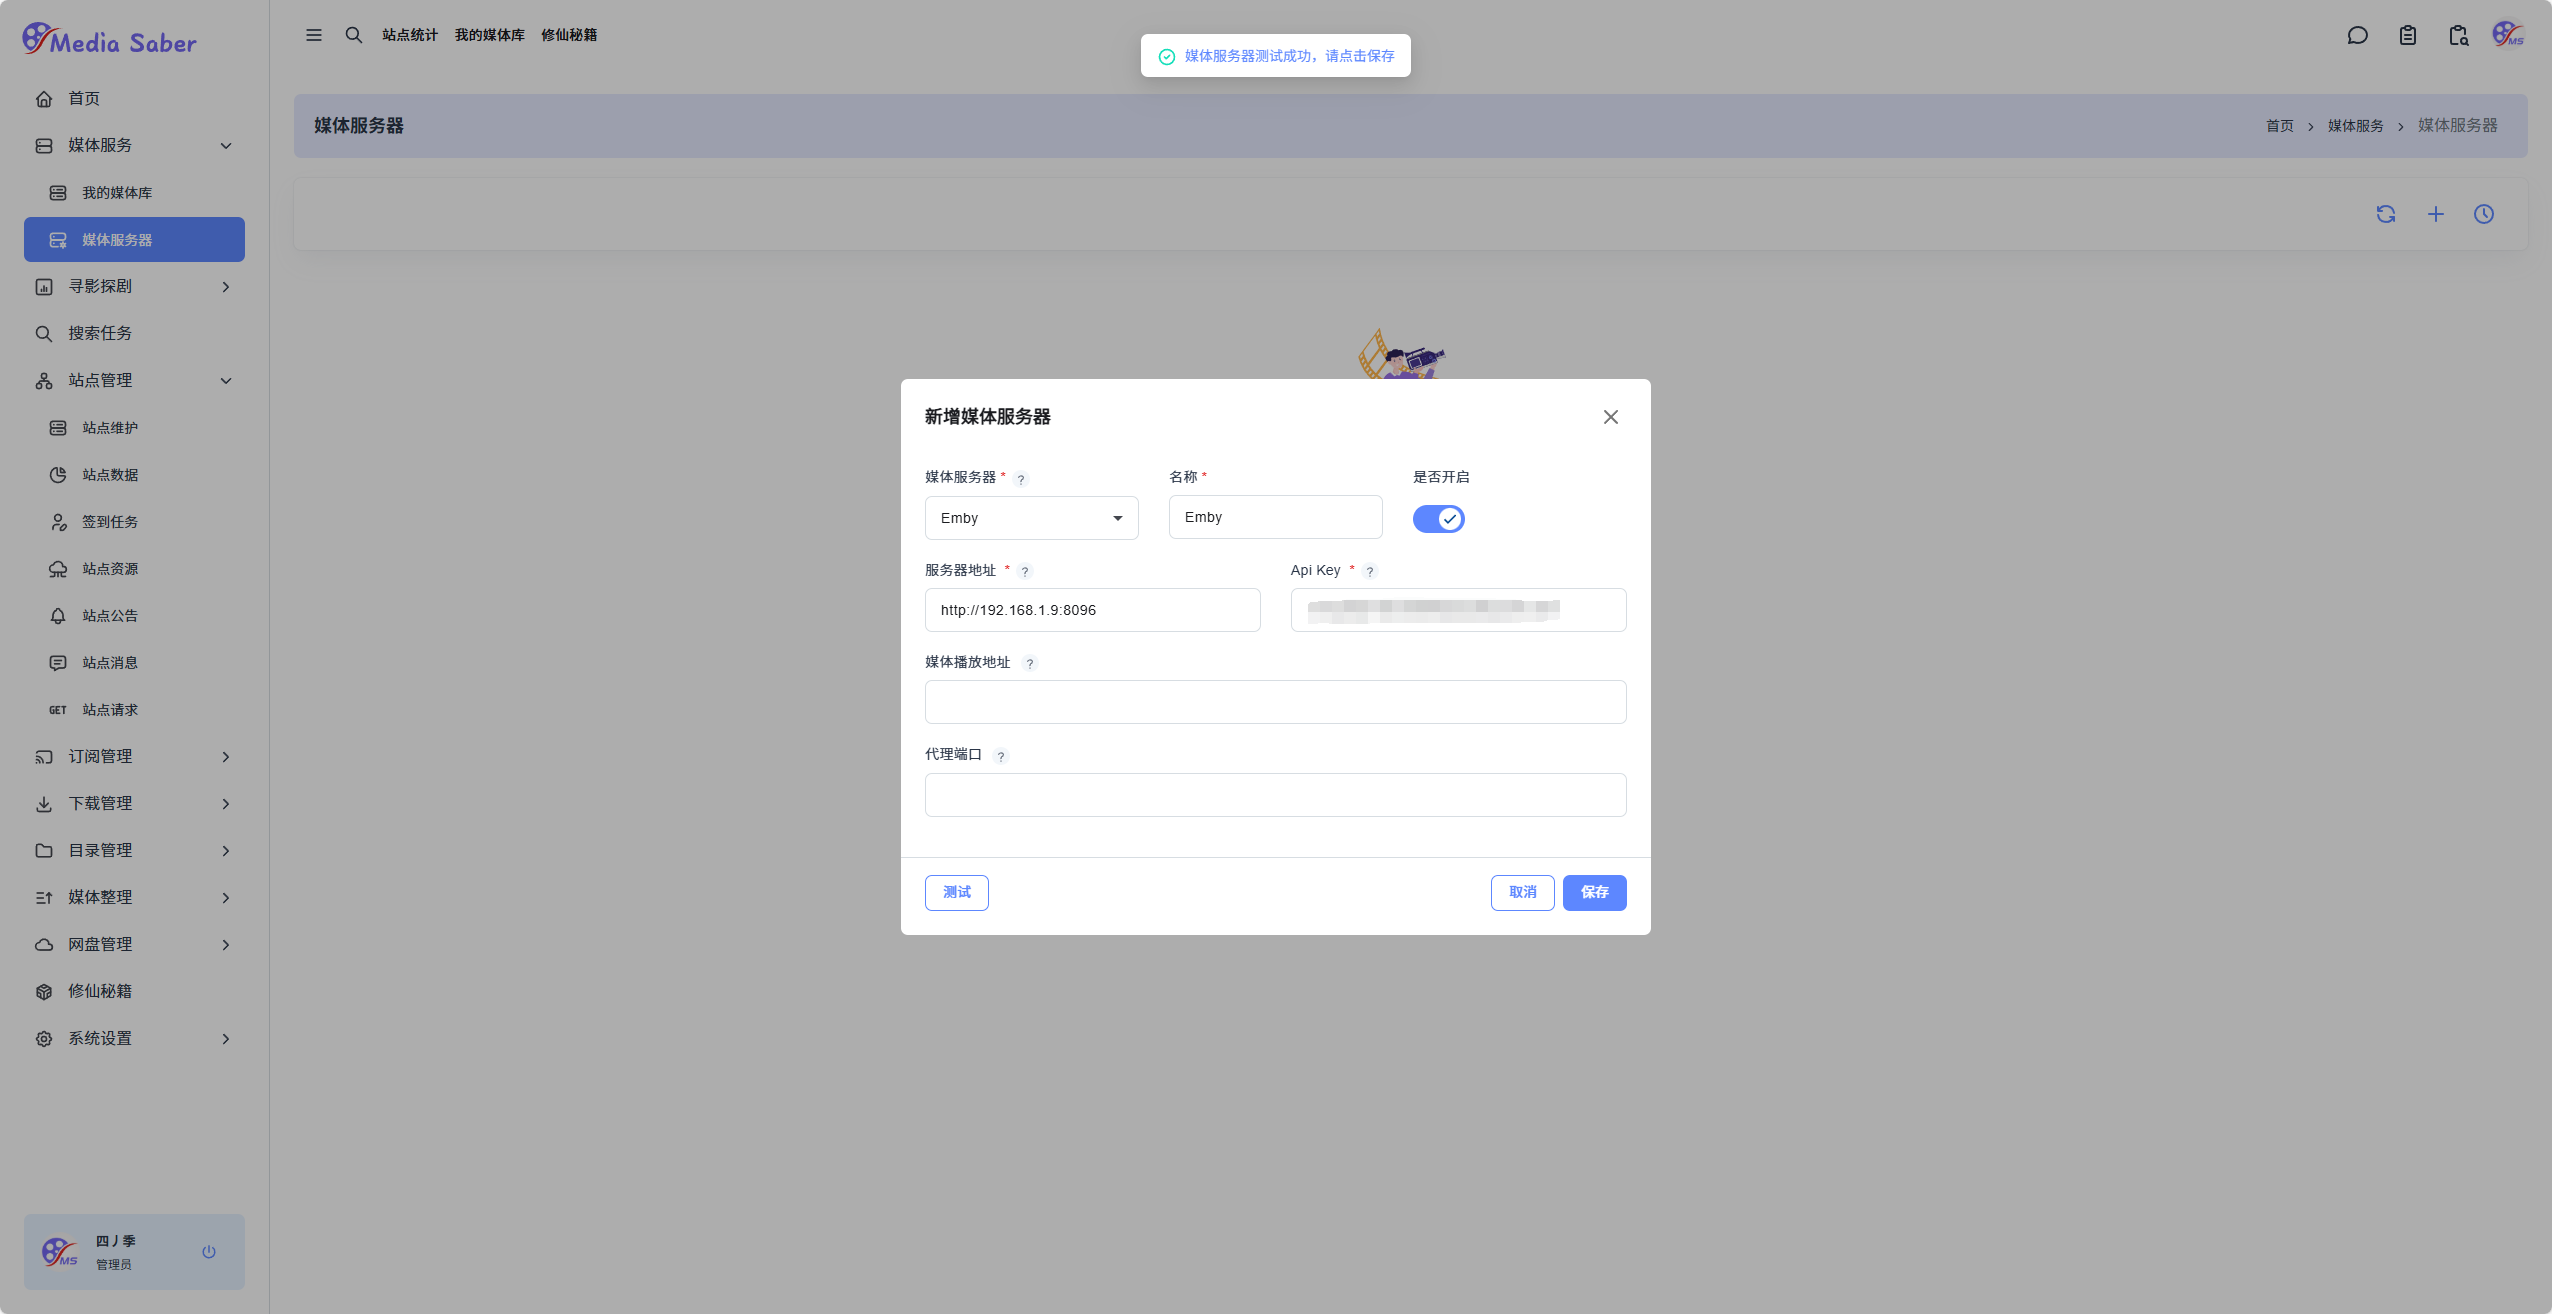 Media Saber
站点统计 我的媒体库 修仙秘籍
媒体服务器测试成功，请点击保存
MS
首页
媒体服务
我的媒体库
媒体服务器
寻影探剧
搜索任务
站点管理
站点维护
站点数据
签到任务
站点资源
站点公告
站点消息
GET 站点请求
订阅管理
下载管理
目录管理
媒体整理
网盘管理
修仙秘籍
系统设置
MS
四丿季
管理员
媒体服务器
首页 > 媒体服务 > 媒体服务器
新增媒体服务器
媒体服务器 * ?
Emby
名称 *
Emby
是否开启
服务器地址 * ?
http://192.168.1.9:8096
Api Key * ?
媒体播放地址 ?
代理端口 ?
测试
取消
保存